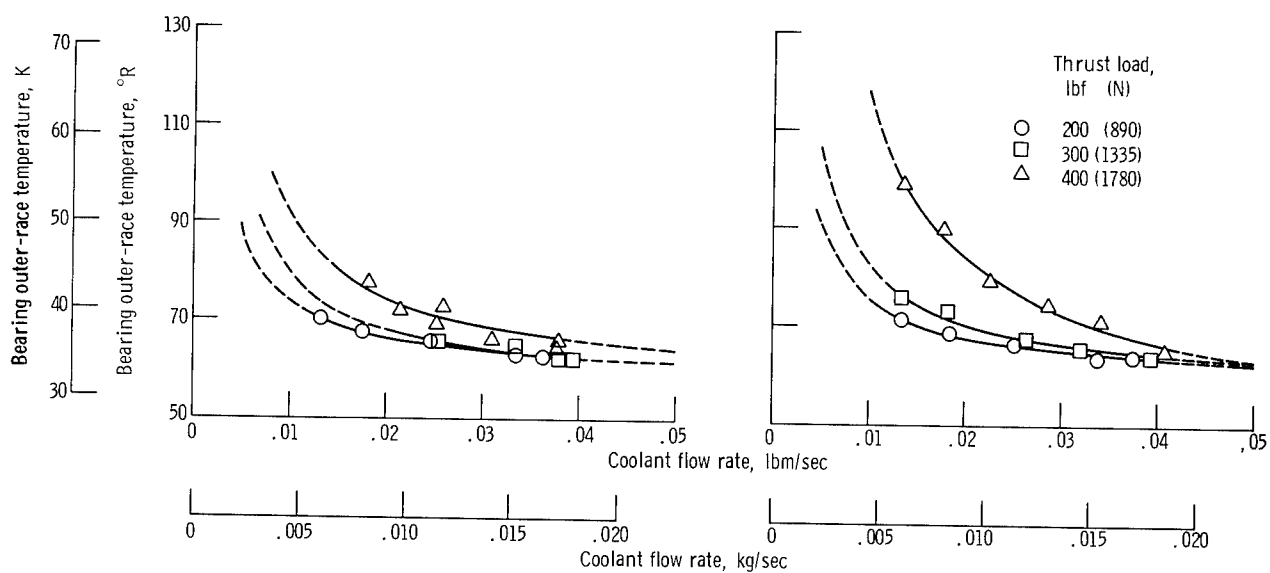 Bearing outer-race temperature, K
70
60
50
40
30
Bearing outer-race temperature, °R
130
110
90
70
50
0 .01 .02 .03 .04 .05
0 .01 .02 .03 .04 ,05
Coolant flow rate, lbm/sec
0 .005 .010 .015 .020
0 .005 .010 .015 .020
Coolant flow rate, kg/sec
Thrust load,
lbf (N)
200 (890)
300 (1335)
400 (1780)